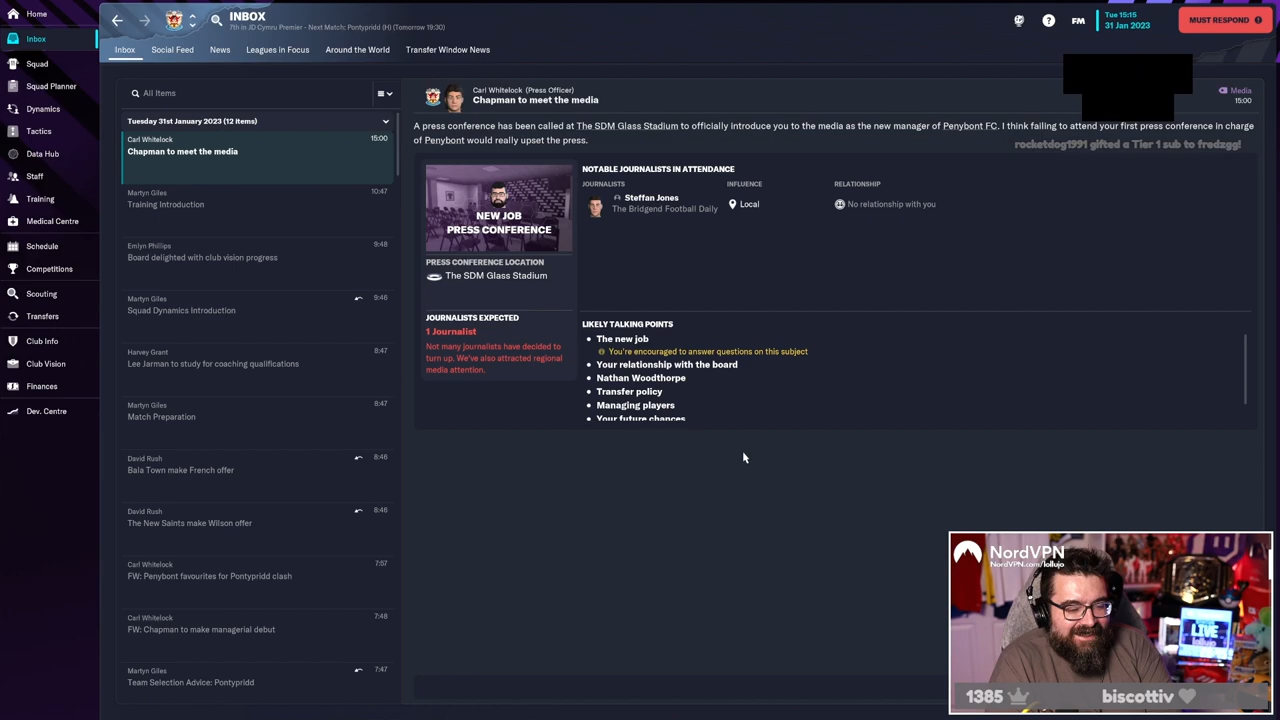 Home
Inbox
Squad
Squad Planner
Dynamics
Tactics
Data Hub
Staff
Training
Medical Centre
Schedule
Competitions
Scouting
Transfers
Club Info
Club Vision
Finances
Dev. Centre
INBOX
7th in JD Cymru Premier - Next Match: Pontypridd (H) (Tomorrow 19:30)
FM
Tue 15:15
31 Jan 2023
MUST RESPOND
Inbox Social Feed News Leagues in Focus Around the World Transfer Window News
All Items
Tuesday 31st January 2023 (12 items)
Carl Whitelock 15:00
Chapman to meet the media
Martyn Giles 10:47
Training Introduction
Emlyn Phillips 9:48
Board delighted with club vision progress
Martyn Giles 9:46
Squad Dynamics Introduction
Harvey Grant 8:47
Lee Jarman to study for coaching qualifications
Martyn Giles 8:47
Match Preparation
David Rush 8:46
Bala Town make French offer
David Rush 8:46
The New Saints make Wilson offer
Carl Whitelock 7:57
FW: Penybont favourites for Pontypridd clash
Carl Whitelock 7:48
FW: Chapman to make managerial debut
Martyn Giles 7:47
Team Selection Advice: Pontypridd
Carl Whitelock (Press Officer)
Chapman to meet the media
Media
15:00
A press conference has been called at The SDM Glass Stadium to officially introduce you to the media as the new manager of Penybont FC. I think failing to attend your first press conference in charge
of Penybont would really upset the press.
rocketdog1991 gifted a Tier 1 sub to fredzgg!
NEW JOB
PRESS CONFERENCE
PRESS CONFERENCE LOCATION
The SDM Glass Stadium
JOURNALISTS EXPECTED
1 Journalist
Not many journalists have decided to
turn up. We've also attracted regional
media attention.
NOTABLE JOURNALISTS IN ATTENDANCE
JOURNALISTS INFLUENCE RELATIONSHIP
Steffan Jones
The Bridgend Football Daily
Local
No relationship with you
LIKELY TALKING POINTS
The new job
You're encouraged to answer questions on this subject
Your relationship with the board
Nathan Woodthorpe
Transfer policy
Managing players
Your future chances
NordVPN
NordVPN.com/lollujo
LIVE
lollujo
1385 biscottiv